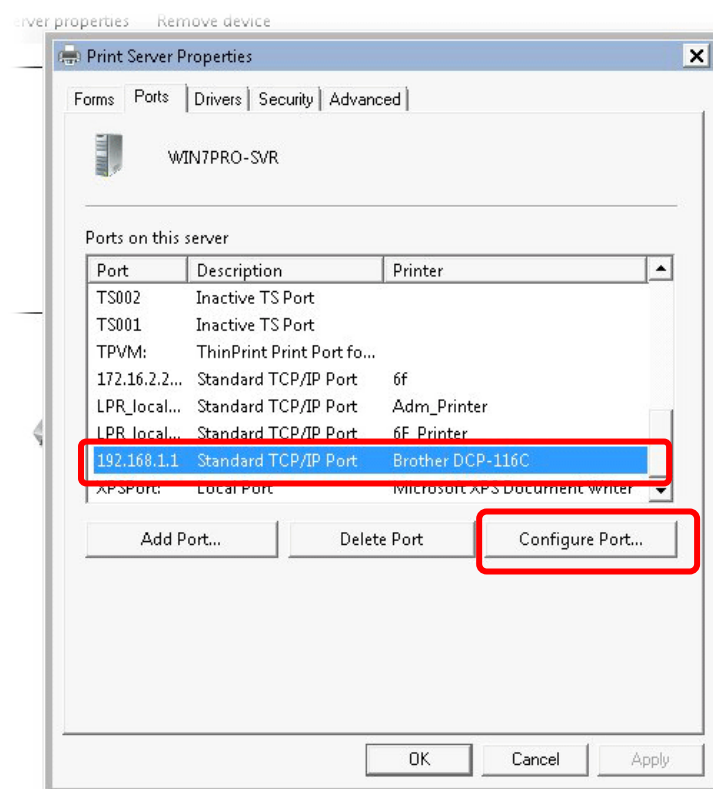 erver properties Remove device
Print Server Properties
Forms Ports Drivers Security Advanced
WIN7PRO-SVR
Ports on this server
Port Description Printer
TS002 Inactive TS Port
TS001 Inactive TS Port
TPVM: ThinPrint Print Port fo...
172.16.2.2... Standard TCP/IP Port 6f
LPR_local... Standard TCP/IP Port Adm_Printer
LPR_local... Standard TCP/IP Port 6F_Printer
192.168.1.1 Standard TCP/IP Port Brother DCP-116C
XPSPort: Local Port Microsoft XPS Document Writer
Add Port... Delete Port Configure Port...
OK Cancel Apply